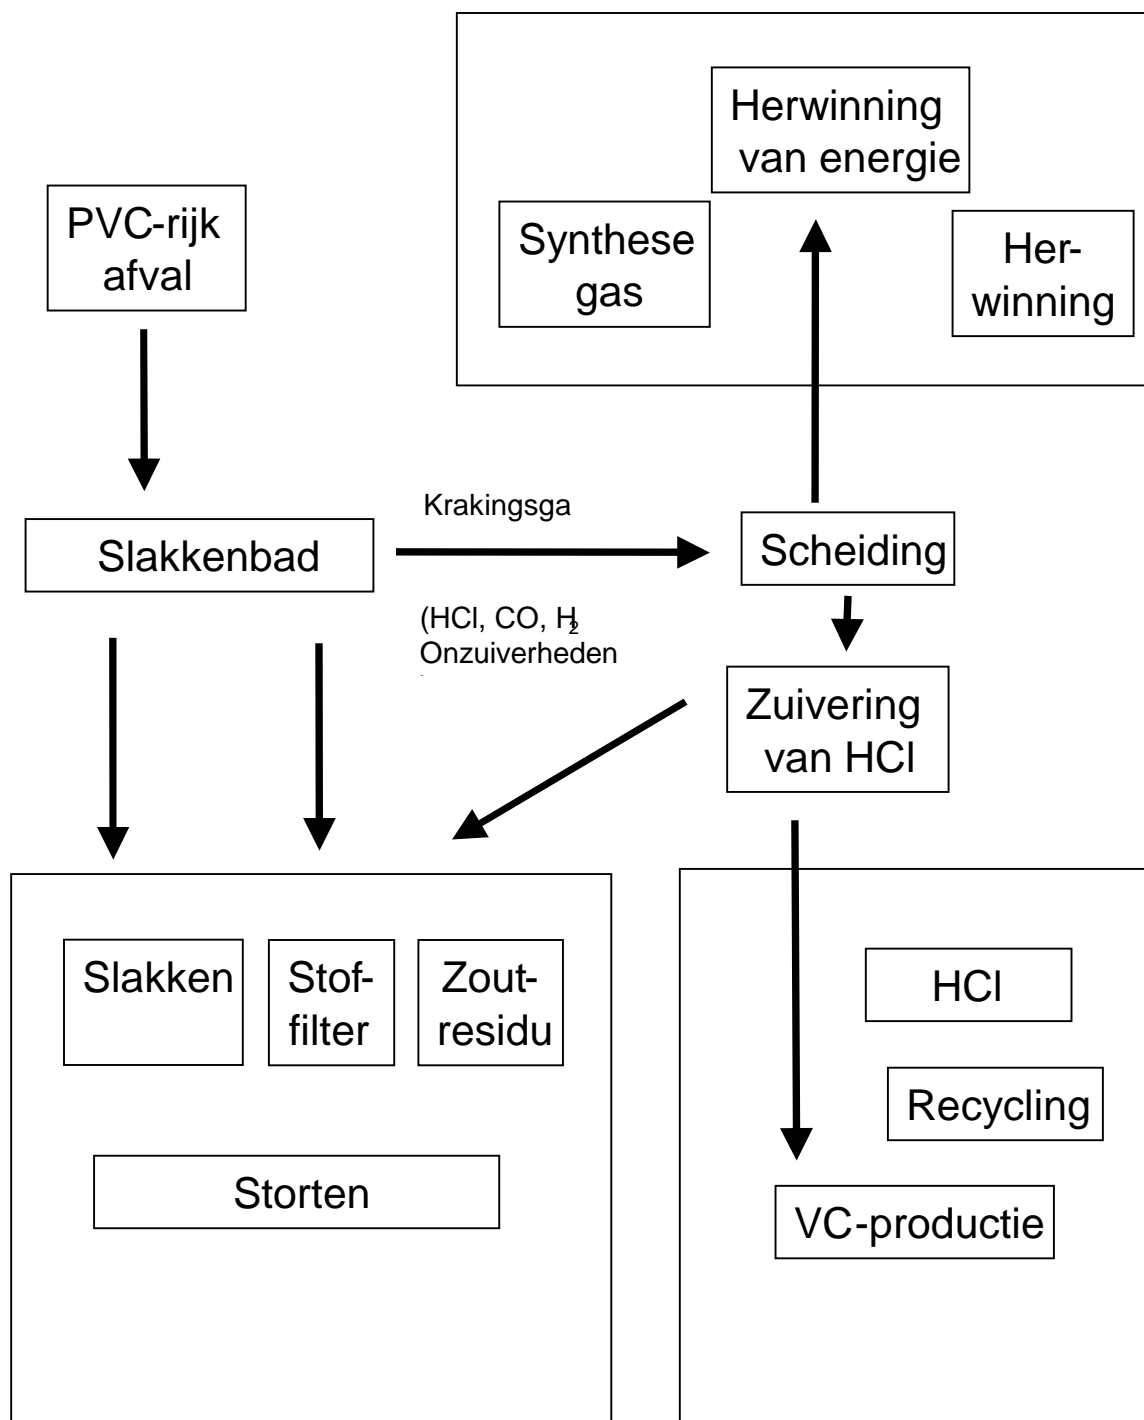 Herwinning
van energie
PVC-rijk
afval
Synthese
gas
Her-
winning
Krakingsga
Slakkenbad
Scheiding
(HCl, CO, H2
Onzuiverheden
Zuivering
van HCl
Slakken
Stof-
filter
Zout-
residu
HCl
Recycling
Storten
VC-productie